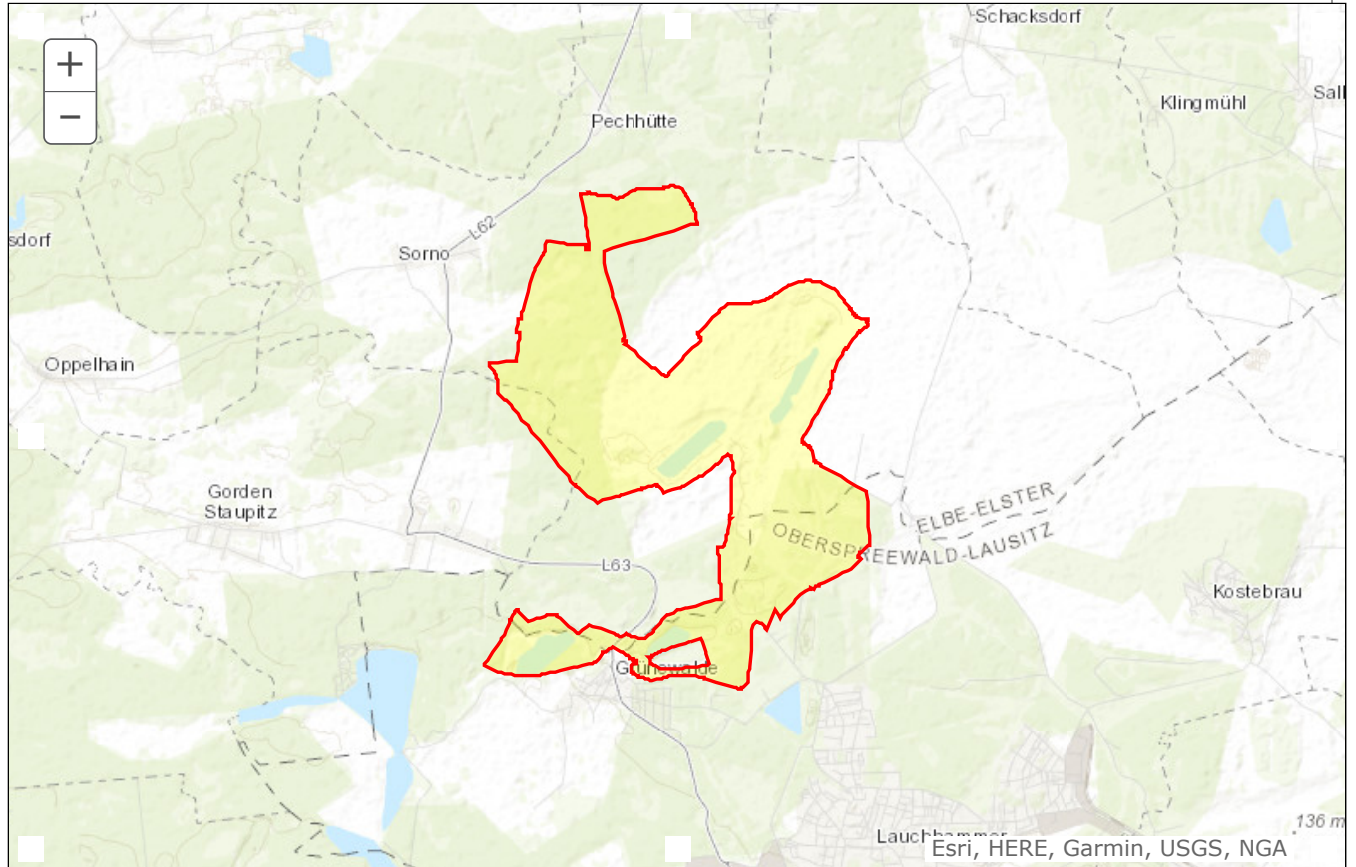 Schacksdorf
+
Klingmühl
Sall
Pechhütte
−
L62
sdorf
Sorno
Oppelhain
Gorden
Staupitz
ELBE-ELSTER
OBERSPREEWALD-LAUSITZ
L63
Kostebrau
Grünewalde
136 m
Lauchhammer
Esri, HERE, Garmin, USGS, NGA